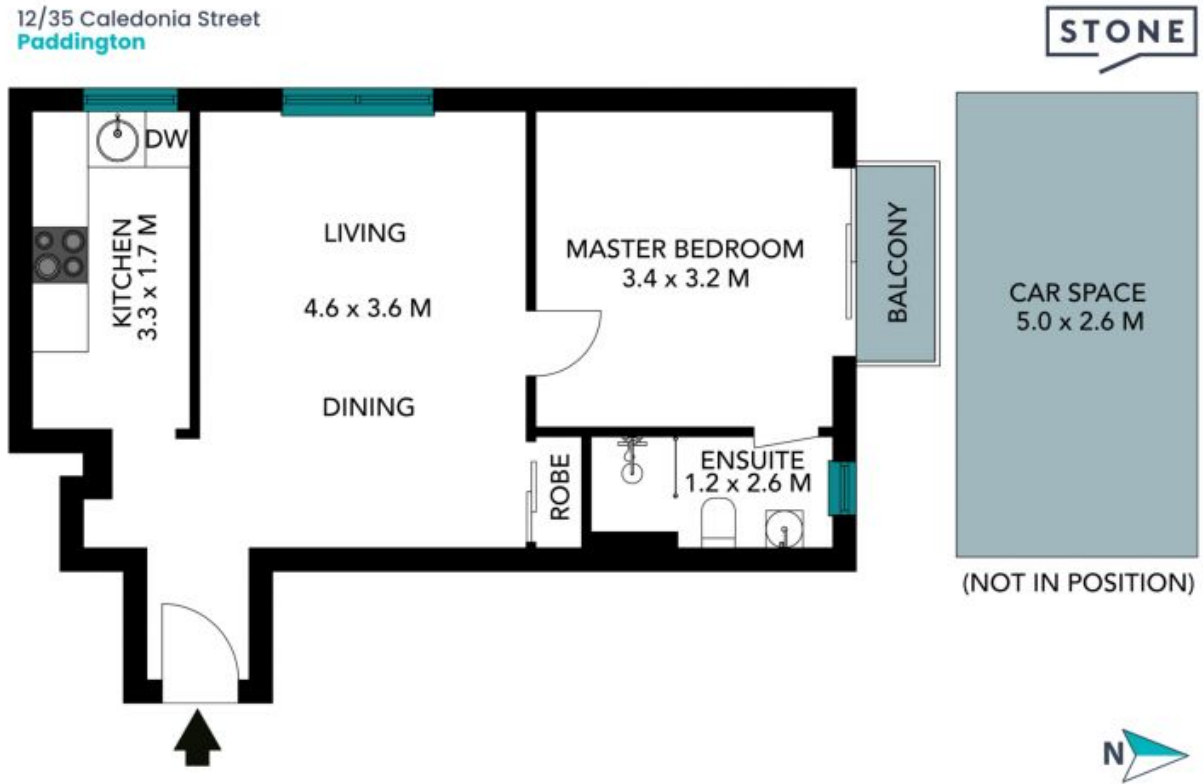 12/35 Caledonia Street
Paddington
STONE
DW
KITCHEN
3.3 x 1.7 M
LIVING
4.6 x 3.6 M
DINING
MASTER BEDROOM
3.4 x 3.2 M
BALCONY
ROBE
ENSUITE
1.2 x 2.6 M
CAR SPACE
5.0 x 2.6 M
(NOT IN POSITION)
N